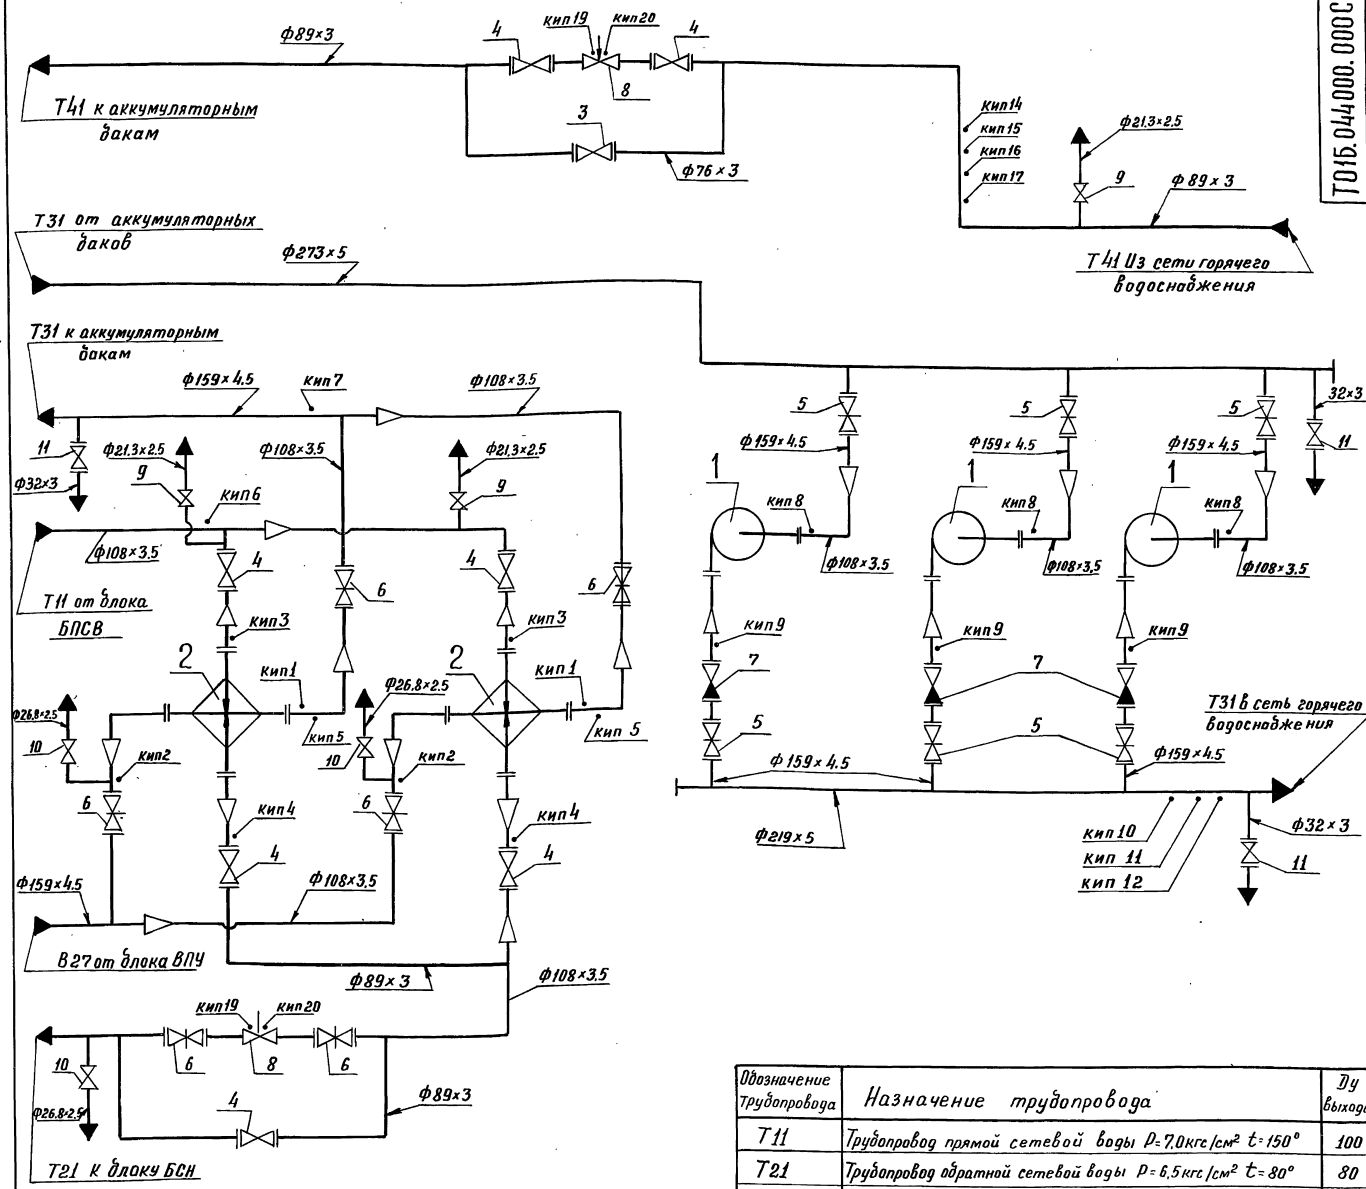 ТО15.044000.000С
ф89×3
4
кип19
кип20
4
8
Т41 к аккумуляторным
бакам
3
ф76×3
кип14
кип15
кип16
кип17
ф21.3×2.5
9
ф89×3
Т41 Из сети горячего
водоснабжения
Т31 от аккумуляторных
баков
ф273×5
Т31 к аккумуляторным
бакам
ф159×4.5
кип7
ф108×3.5
11
ф21.3×2.5
ф108×3.5
ф21,3×2,5
ф32×3
9
кип6
9
ф108×3.5
4
6
4
6
Т11 от блока
БПСВ
кип3
кип3
2
кип1
2
кип1
ф26,8×2.5
ф26,8×2.5
кип5
кип 5
10
кип2
10
кип2
6
кип4
6
кип4
4
4
ф159×4.5
ф108×3.5
В27 от блока ВПУ
ф89×3
ф108×3.5
кип19
кип20
6
8
6
10
ф26.8×2.5
4
ф89×3
Т21 к блоку БСН
5
5
5
32×3
11
ф159×4.5
ф159×4.5
ф159×4.5
1
1
1
кип8
кип8
кип8
ф108×3.5
ф108×3,5
ф108×3.5
кип9
кип9
кип9
7
7
5
5
Т31 в сеть горячего
водоснабжения
ф159×4.5
ф159×4.5
ф219×5
кип 10
кип 11
кип 12
ф32×3
11
Обозначение
трубопровода
Назначение трубопровода
Ду
выхода
Т11
Трубопровод прямой сетевой воды Р=7,0кгс/см² t=150°
100
Т21
Трубопровод обратной сетевой воды Р=6,5кгс/см² t=80°
80